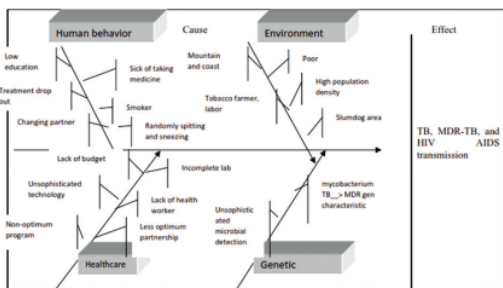 Human behavior
Cause
Environment
Effect
Low
education
Sick of taking
medicine
Treatment drop
out
Smoker
Changing partner
Randomly spitting
and sneezing
Mountain
and coast
Poor
High population
density
Tobacco farmer,
labor
Slumdog area
TB, MDR-TB, and
HIV AIDS
transmission
Lack of budget
Incomplete lab
Unsophisticated
technology
Lack of health
worker
Non-optimum
program
Less optimum
partnership
Healthcare
mycobacterium
TB__> MDR gen
characteristic
Unsophistic
ated
microbial
detection
Genetic